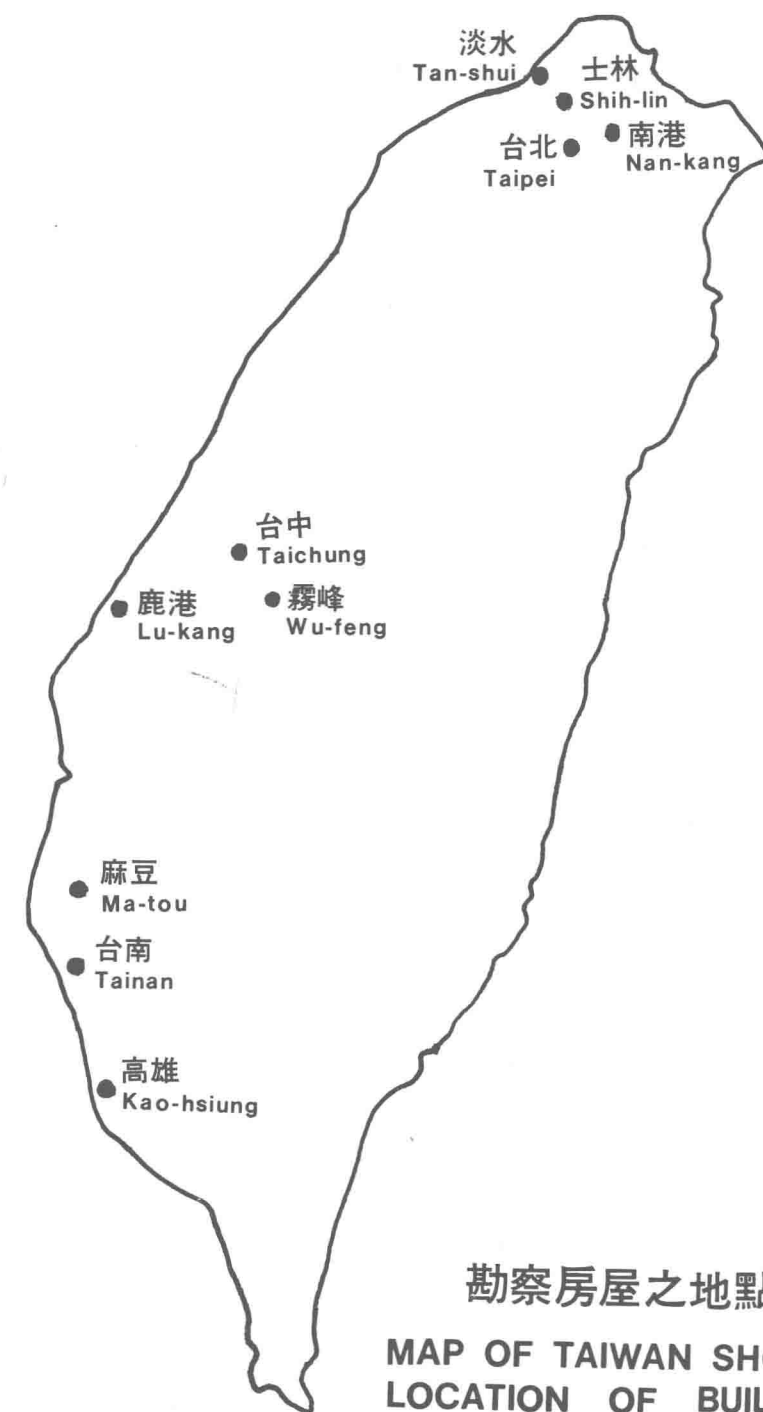 淡水
Tan-shui
士林
Shih-lin
台北
Taipei
南港
Nan-kang
台中
Taichung
鹿港
Lu-kang
霧峰
Wu-feng
麻豆
Ma-tou
台南
Tainan
高雄
Kao-hsiung
勘察房屋之地點
MAP OF TAIWAN
LOCATION OF